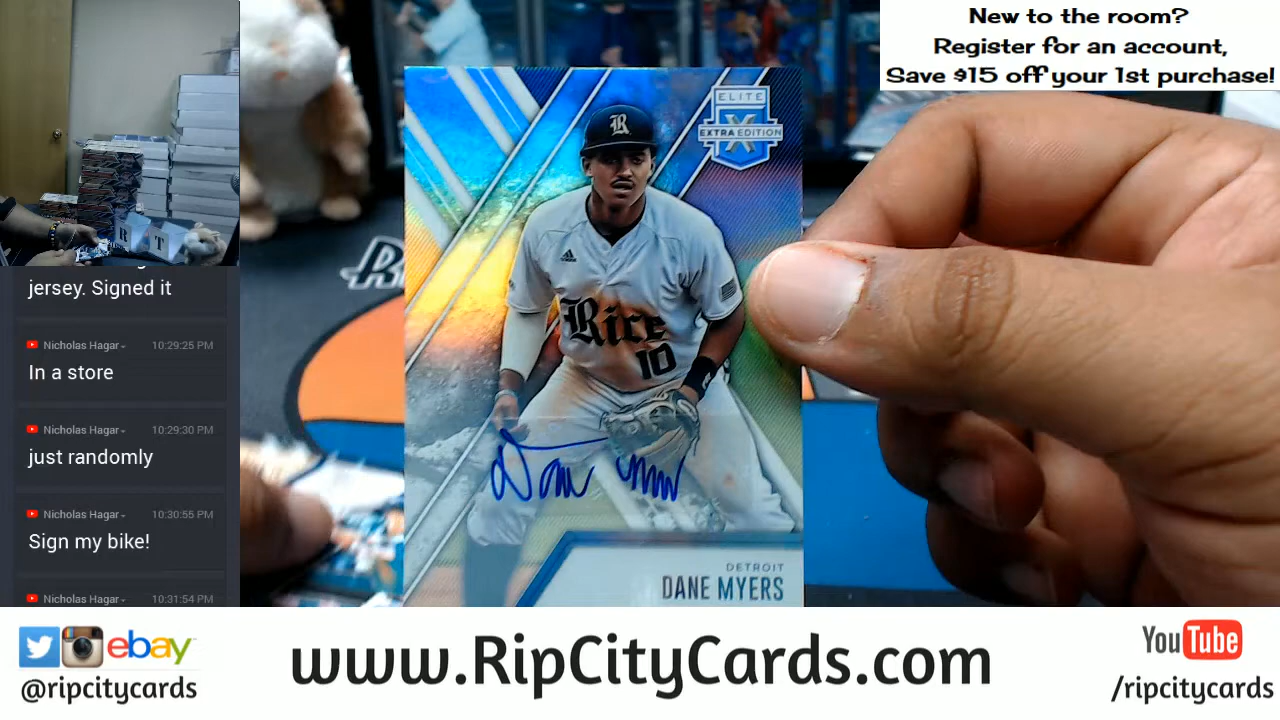 New to the room?
Register for an account,
Save $15 off your 1st purchase!
jersey. Signed it
Nicholas Hagar 10:29:25 PM
In a store
Nicholas Hagar 10:29:30 PM
just randomly
Nicholas Hagar 10:30:55 PM
Sign my bike!
Nicholas Hagar 10:31:54 PM
R T
R
ELITE
EXTRA EDITION
X
Rice
10
Dane Myers
DETROIT
DANE MYERS
ebay
@ripcitycards
www.RipCityCards.com
YouTube
/ripcitycards